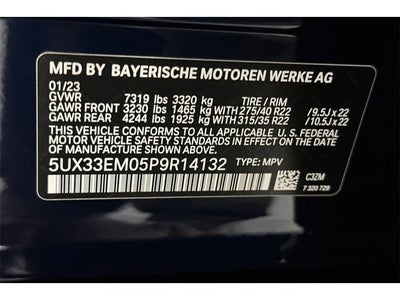 MFD BY BAYERISCHE MOTOREN WERKE AG
01/23
GVWR 7319 lbs 3320 kg TIRE / RIM
GAWR FRONT 3230 lbs 1465 kg WITH 275/40 R22 /9.5J x 22
GAWR REAR 4244 lbs 1925 kg WITH 315/35 R22 /10.5J x 22
THIS VEHICLE CONFORMS TO ALL APPLICABLE U.S. FEDERAL
MOTOR VEHICLE SAFETY STANDARDS IN EFFECT ON THE DATE
OF MANUFACTURE SHOWN ABOVE.
5UX33EM05P9R14132 TYPE: MPV
C3ZM
7 320 729